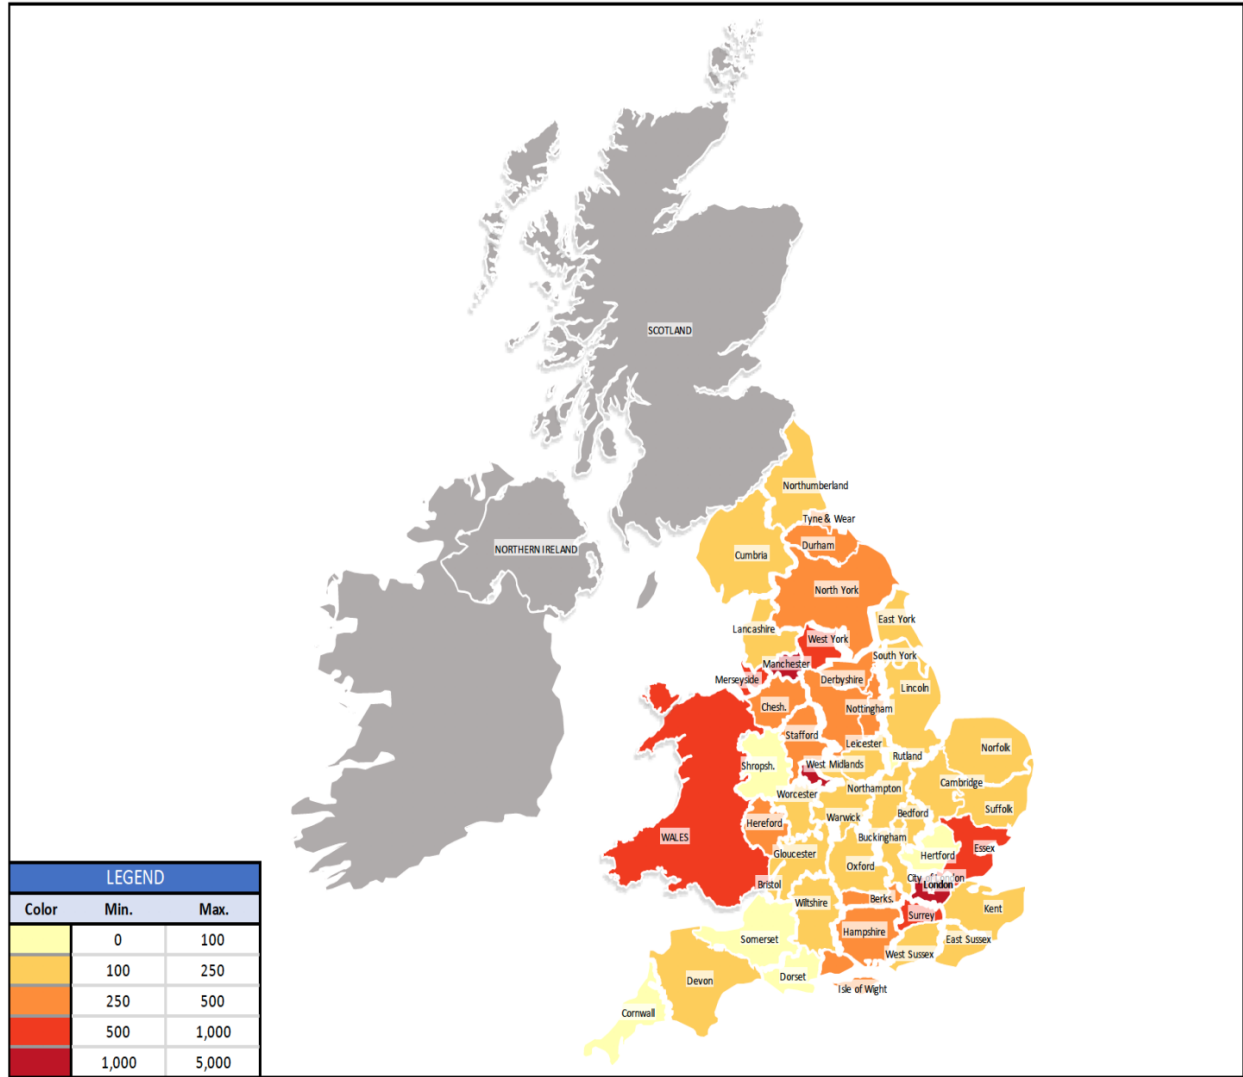 SCOTLAND
Northumberland
Tyne & Wear
Durham
NORTHERN IRELAND
Cumbria
North York
East York
Lancashire
West York
South York
Manchester
Merseyside
Derbyshire
Lincoln
Chesh.
Nottingham
Stafford
Leicester
Norfolk
Rutland
Shropsh.
West Midlands
Cambridge
Northampton
Worcester
Suffolk
Bedford
Warwick
Hereford
WALES
Buckingham
Essex
Gloucester
Hertford
Oxford
City of London
London
Bristol
Berks.
Wiltshire
Kent
Surrey
Hampshire
Somerset
East Sussex
West Sussex
Dorset
Devon
Isle of Wight
Cornwall
LEGEND
Color Min. Max.
0 100
100 250
250 500
500 1,000
1,000 5,000